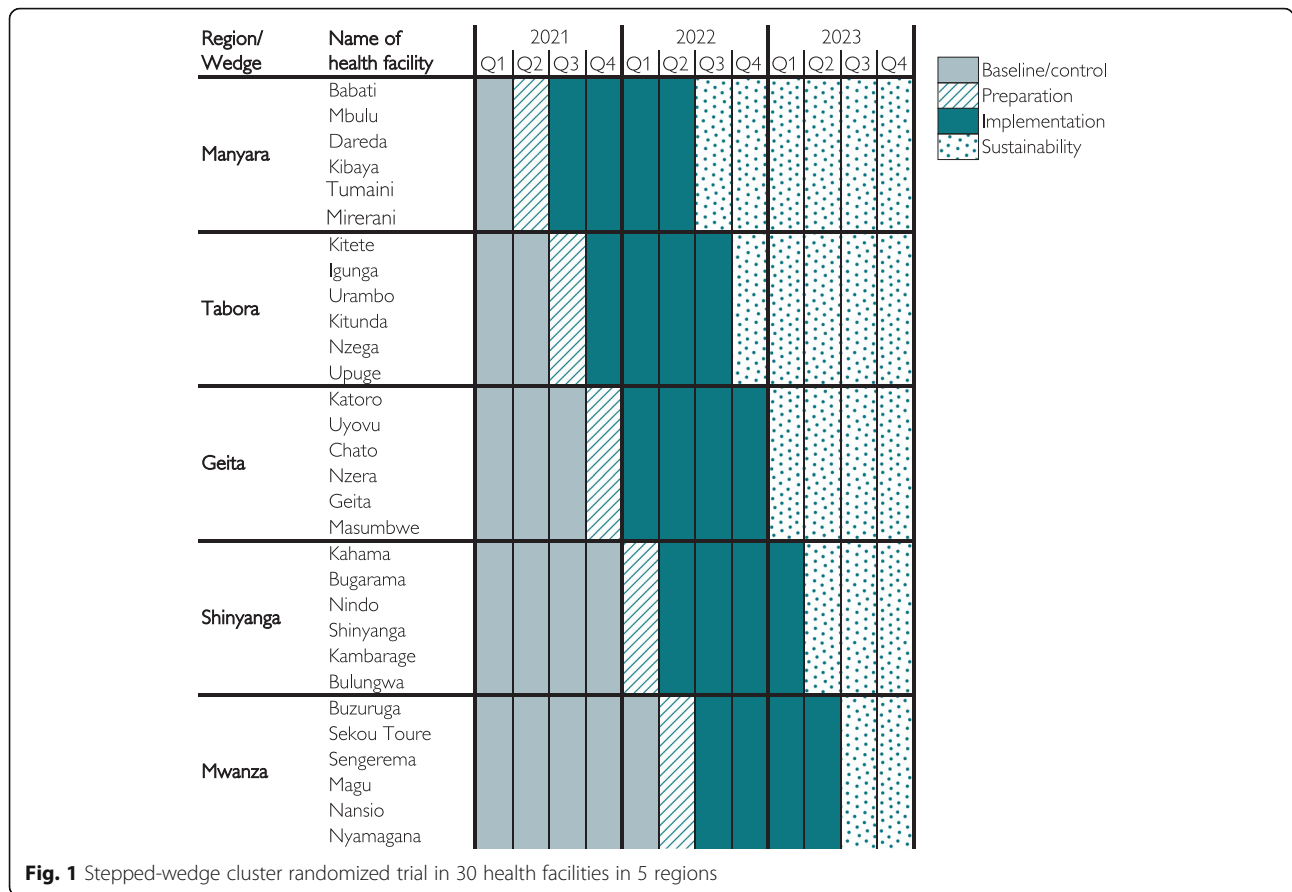 Region/ Name of 2021 2022 2023
Wedge health facility Q1 Q2 Q3 Q4 Q1 Q2 Q3 Q4 Q1 Q2 Q3 Q4
Baseline/control
Preparation
Implementation
Sustainability
Manyara
Babati
Mbulu
Dareda
Kibaya
Tumaini
Mirerani
Tabora
Kitete
Igunga
Urambo
Kitunda
Nzega
Upuge
Geita
Katoro
Uyovu
Chato
Nzera
Geita
Masumbwe
Shinyanga
Kahama
Bugarama
Nindo
Shinyanga
Kambarage
Bulungwa
Mwanza
Buzuruga
Sekou Toure
Sengerema
Magu
Nansio
Nyamagana
Fig. 1 Stepped-wedge cluster randomized trial in 30 health facilities in 5 regions